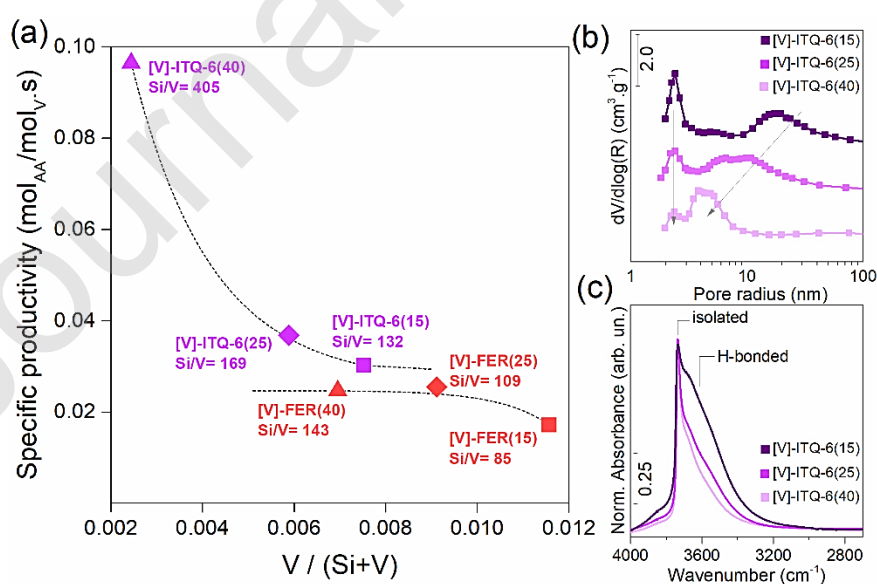 (a)
Specific productivity (mol_AA/mol_V.s)
0.10
0.08
0.06
0.04
0.02
0.000
0.002
0.004
0.006
0.008
0.010
0.012
V / (Si+V)
[V]-ITQ-6(40)
Si/V= 405
[V]-ITQ-6(25)
Si/V= 169
[V]-ITQ-6(15)
Si/V= 132
[V]-FER(25)
Si/V= 109
[V]-FER(40)
Si/V= 143
[V]-FER(15)
Si/V= 85
(b)
dV/dlog(R) (cm³.g⁻¹)
2.0
[V]-ITQ-6(15)
[V]-ITQ-6(25)
[V]-ITQ-6(40)
1
10
100
Pore radius (nm)
(c)
isolated
H-bonded
Norm. Absorbance (arb. un.)
0.25
[V]-ITQ-6(15)
[V]-ITQ-6(25)
[V]-ITQ-6(40)
4000
3600
3200
2800
Wavenumber (cm⁻¹)
Journal